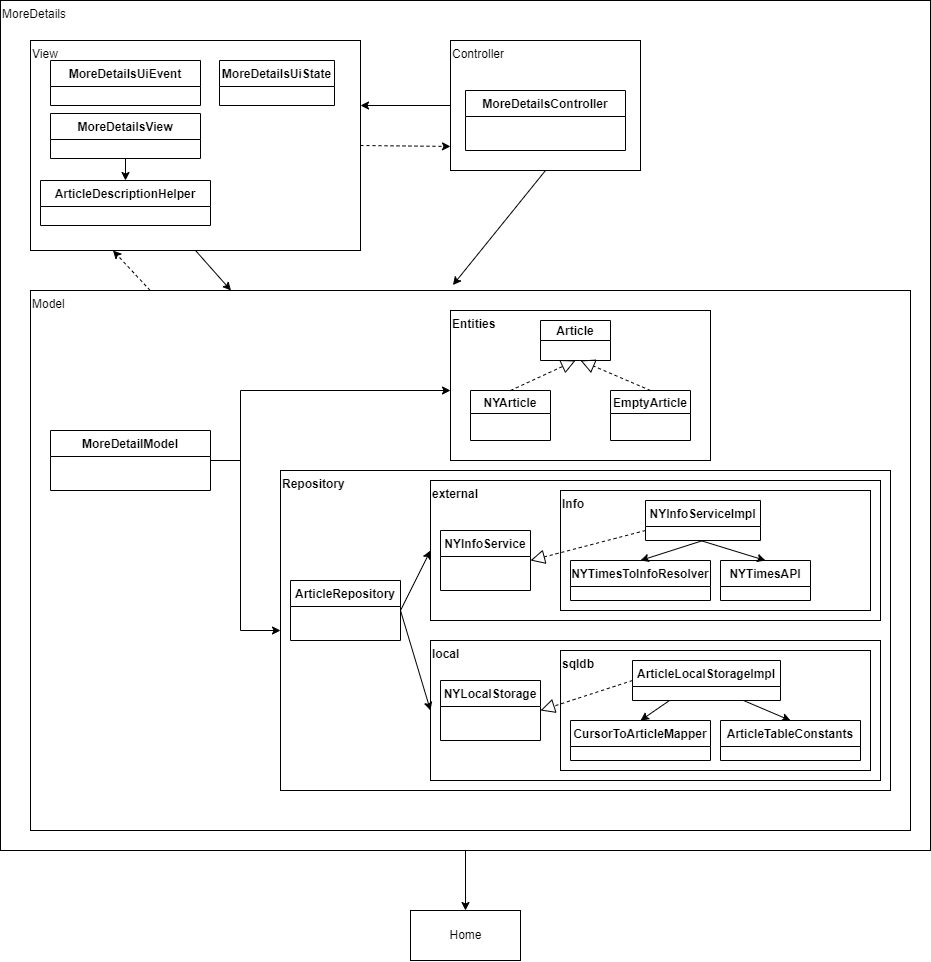 MoreDetails
View
MoreDetailsUiEvent
MoreDetailsUiState
MoreDetailsView
ArticleDescriptionHelper
Controller
MoreDetailsController
Model
Entities
Article
NYArticle
EmptyArticle
MoreDetailModel
Repository
ArticleRepository
external
NYInfoService
Info
NYInfoServiceImpl
NYTimesToInfoResolver
NYTimesAPI
local
NYLocalStorage
sqldb
ArticleLocalStorageImpl
CursorToArticleMapper
ArticleTableConstants
Home